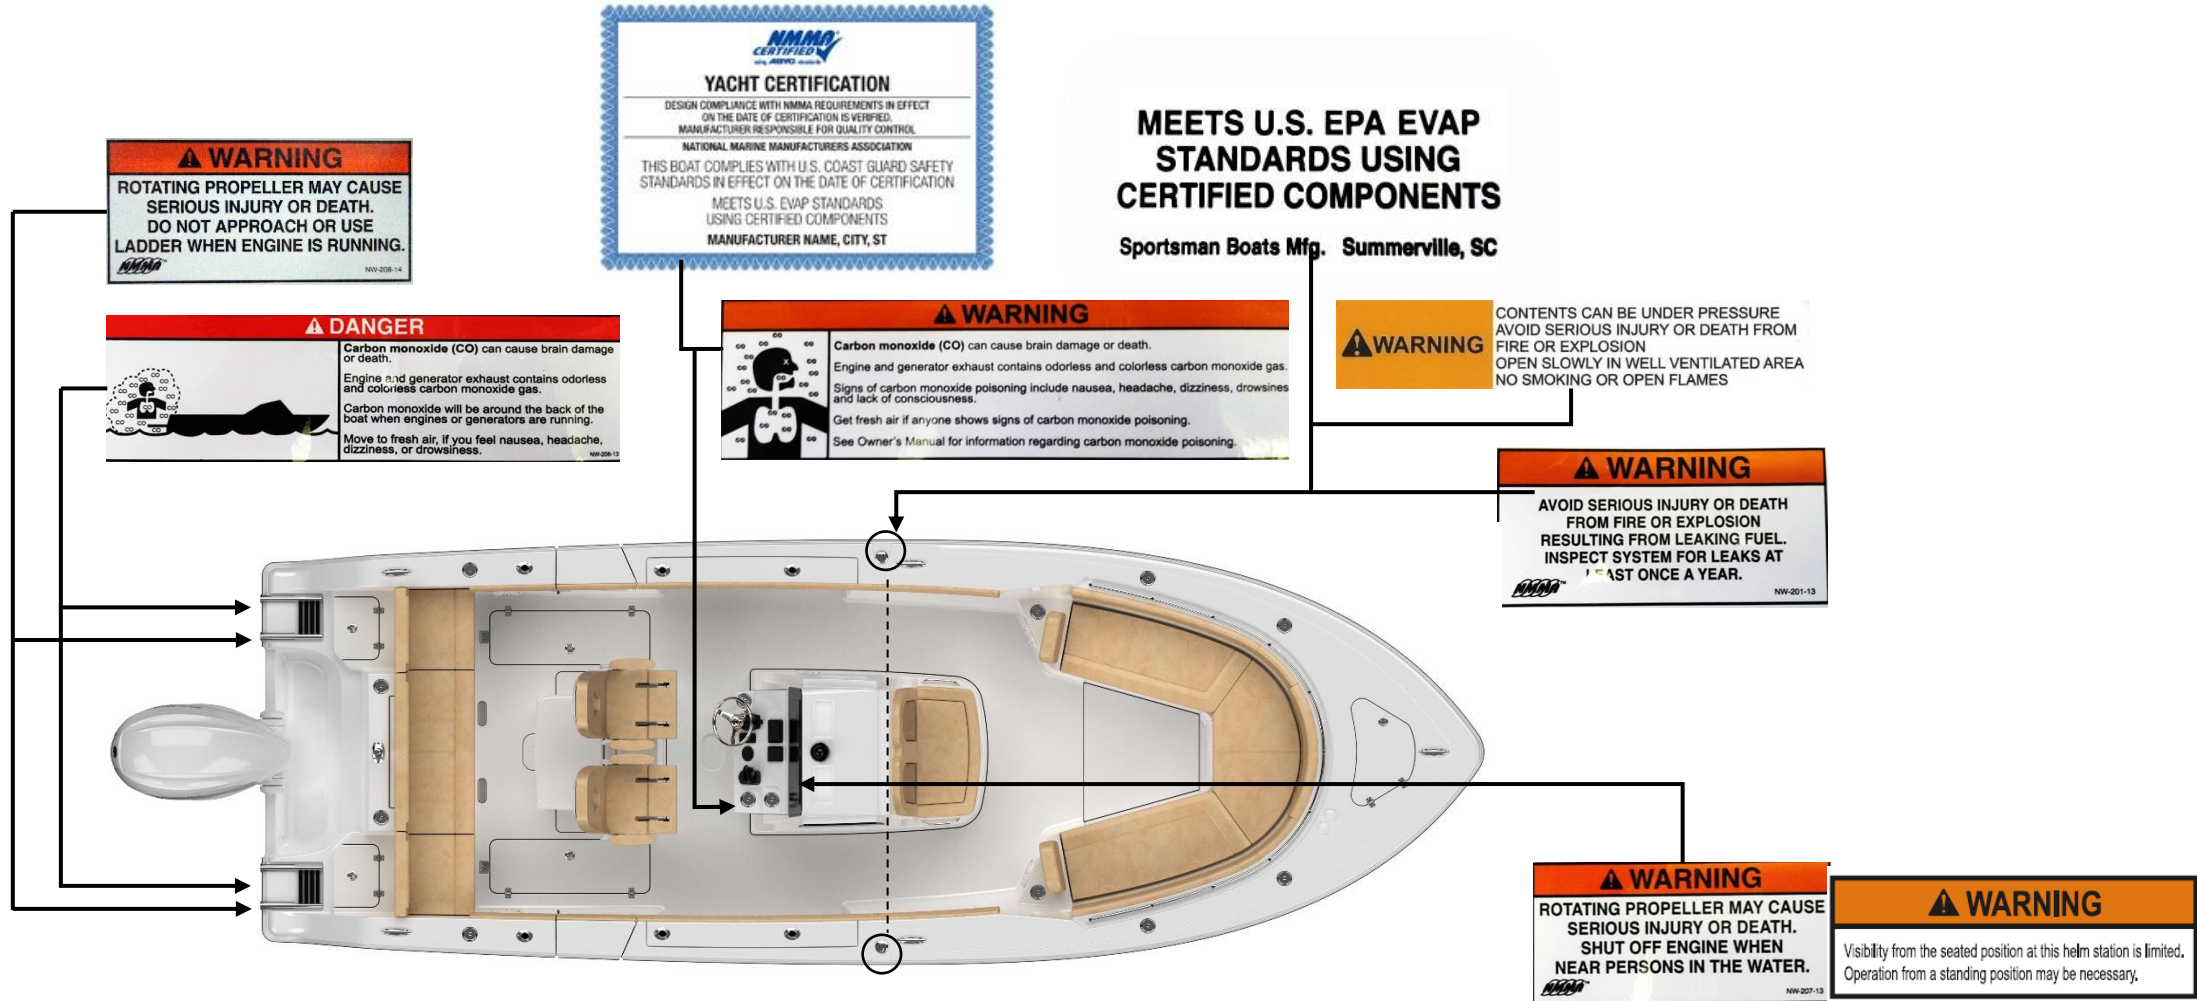 NMMA
CERTIFIED
using ABYC standards
YACHT CERTIFICATION
DESIGN COMPLIANCE WITH NMMA REQUIREMENTS IN EFFECT
ON THE DATE OF CERTIFICATION IS VERIFIED.
MANUFACTURER RESPONSIBLE FOR QUALITY CONTROL
NATIONAL MARINE MANUFACTURERS ASSOCIATION
THIS BOAT COMPLIES WITH U.S. COAST GUARD SAFETY
STANDARDS IN EFFECT ON THE DATE OF CERTIFICATION
MEETS U.S. EVAP STANDARDS
USING CERTIFIED COMPONENTS
MANUFACTURER NAME, CITY, ST
MEETS U.S. EPA EVAP
STANDARDS USING
CERTIFIED COMPONENTS
Sportsman Boats Mfg. Summerville, SC
WARNING
ROTATING PROPELLER MAY CAUSE
SERIOUS INJURY OR DEATH.
DO NOT APPROACH OR USE
LADDER WHEN ENGINE IS RUNNING.
NMMA™
NW-208-14
DANGER
Carbon monoxide (CO) can cause brain damage
or death.
Engine and generator exhaust contains odorless
and colorless carbon monoxide gas.
Carbon monoxide will be around the back of the
boat when engines or generators are running.
Move to fresh air, if you feel nausea, headache,
dizziness, or drowsiness.
NW-206-13
WARNING
Carbon monoxide (CO) can cause brain damage or death.
Engine and generator exhaust contains odorless and colorless carbon monoxide gas.
Signs of carbon monoxide poisoning include nausea, headache, dizziness, drowsines
and lack of consciousness.
Get fresh air if anyone shows signs of carbon monoxide poisoning.
See Owner's Manual for information regarding carbon monoxide poisoning.
WARNING
CONTENTS CAN BE UNDER PRESSURE
AVOID SERIOUS INJURY OR DEATH FROM
FIRE OR EXPLOSION
OPEN SLOWLY IN WELL VENTILATED AREA
NO SMOKING OR OPEN FLAMES
WARNING
AVOID SERIOUS INJURY OR DEATH
FROM FIRE OR EXPLOSION
RESULTING FROM LEAKING FUEL.
INSPECT SYSTEM FOR LEAKS AT
LEAST ONCE A YEAR.
NMMA™
NW-201-13
WARNING
ROTATING PROPELLER MAY CAUSE
SERIOUS INJURY OR DEATH.
SHUT OFF ENGINE WHEN
NEAR PERSONS IN THE WATER.
NMMA™
NW-207-13
WARNING
Visibility from the seated position at this helm station is limited.
Operation from a standing position may be necessary.